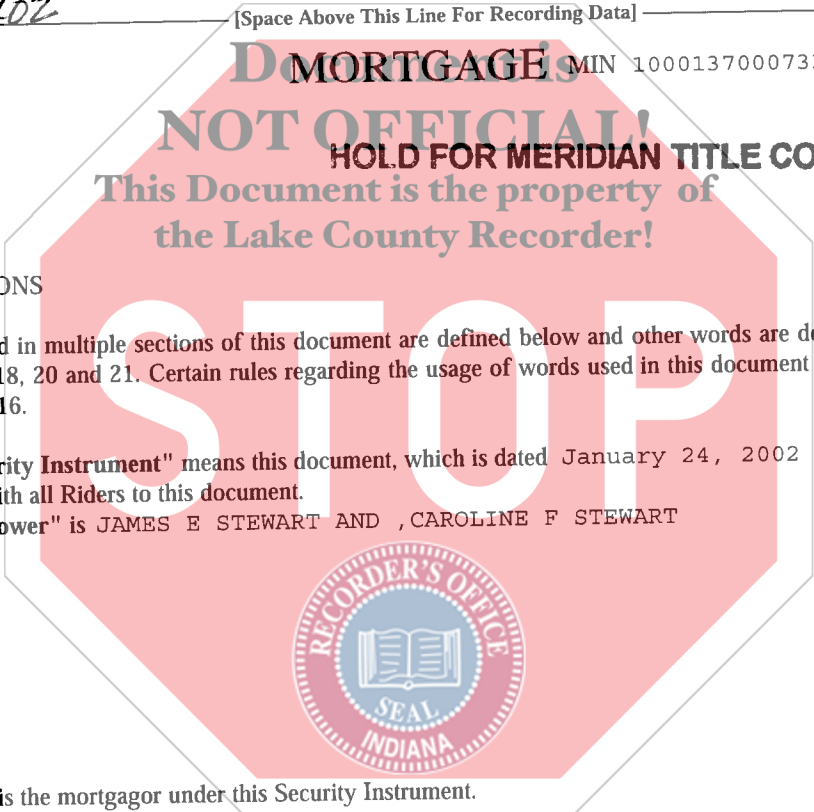 202
[Space Above This Line For Recording Data]
Document is
MORTGAGE MIN 100013700073
NOT OFFICIAL!
HOLD FOR MERIDIAN TITLE CO
This Document is the property of
the Lake County Recorder!
ONS
d in multiple sections of this document are defined below and other words are de
18, 20 and 21. Certain rules regarding the usage of words used in this document
16.
STOP
rity Instrument" means this document, which is dated January 24, 2002
ith all Riders to this document.
ower" is JAMES E STEWART AND ,CAROLINE F STEWART
RECORDER'S OFFICE
SEAL
INDIANA
is the mortgagor under this Security Instrument.